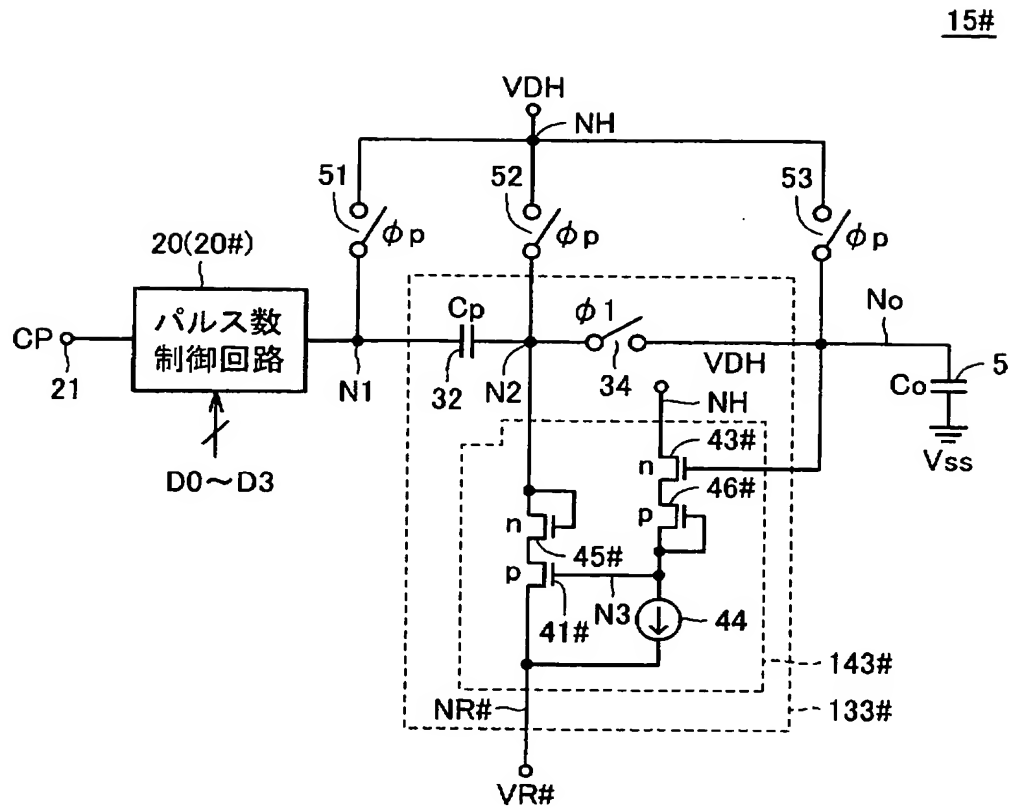 15#
VDH
NH
51
52
53
φp
φp
φp
20(20#)
CP
21
パルス数
制御回路
D0～D3
N1
Cp
32
N2
φ1
34
VDH
No
5
Co
Vss
NH
43#
n
46#
p
n
45#
p
41#
N3
44
143#
133#
NR#
VR#